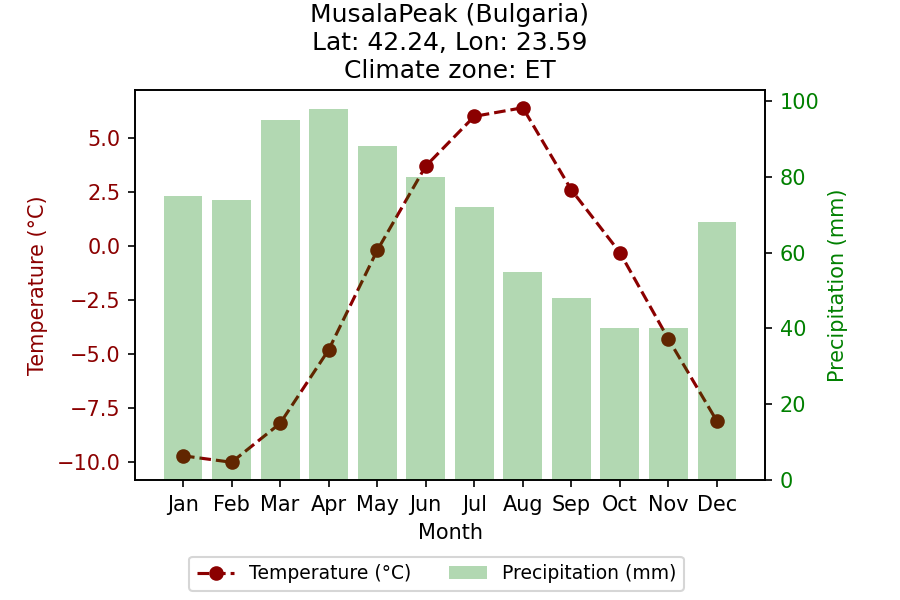 MusalaPeak (Bulgaria)
Lat: 42.24, Lon: 23.59
Climate zone: ET
Temperature (°C)
5.0
2.5
0.0
−2.5
−5.0
−7.5
−10.0
100
80
60
40
20
0
Precipitation (mm)
Jan Feb Mar Apr May Jun Jul Aug Sep Oct Nov Dec
Month
Temperature (°C) Precipitation (mm)